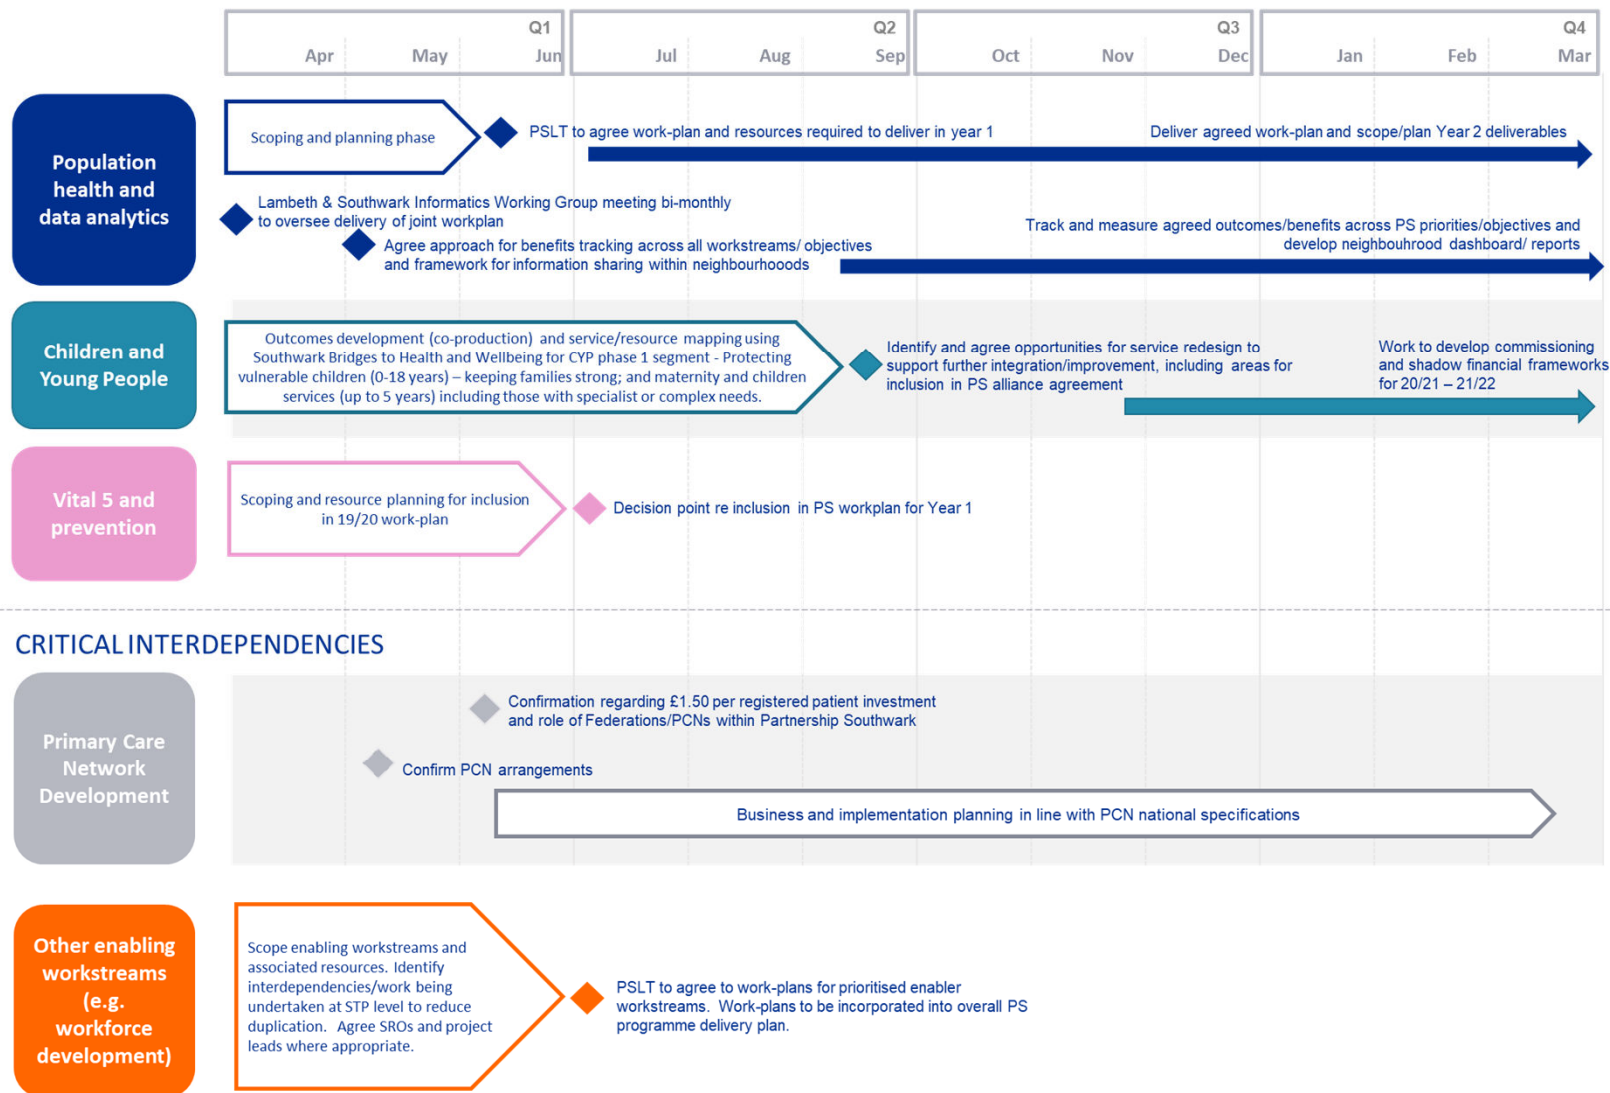 Q1
Q2
Q3
Q4
Apr
May
Jun
Jul
Aug
Sep
Oct
Nov
Dec
Jan
Feb
Mar
Population
health and
data analytics
Scoping and planning phase
PSLT to agree work-plan and resources required to deliver in year 1
Deliver agreed work-plan and scope/plan Year 2 deliverables
Lambeth & Southwark Informatics Working Group meeting bi-monthly
to oversee delivery of joint workplan
Agree approach for benefits tracking across all workstreams/ objectives
and framework for information sharing within neighbourhooods
Track and measure agreed outcomes/benefits across PS priorities/objectives and
develop neighbouhrood dashboard/ reports
Children and
Young People
Outcomes development (co-production) and service/resource mapping using
Southwark Bridges to Health and Wellbeing for CYP phase 1 segment - Protecting
vulnerable children (0-18 years) – keeping families strong; and maternity and children
services (up to 5 years) including those with specialist or complex needs.
Identify and agree opportunities for service redesign to
support further integration/improvement, including areas for
inclusion in PS alliance agreement
Work to develop commissioning
and shadow financial frameworks
for 20/21 – 21/22
Vital 5 and
prevention
Scoping and resource planning for inclusion
in 19/20 work-plan
Decision point re inclusion in PS workplan for Year 1
CRITICAL INTERDEPENDENCIES
Primary Care
Network
Development
Confirmation regarding £1.50 per registered patient investment
and role of Federations/PCNs within Partnership Southwark
Confirm PCN arrangements
Business and implementation planning in line with PCN national specifications
Other enabling
workstreams
(e.g.
workforce
development)
Scope enabling workstreams and
associated resources. Identify
interdependencies/work being
undertaken at STP level to reduce
duplication. Agree SROs and project
leads where appropriate.
PSLT to agree to work-plans for prioritised enabler
workstreams. Work-plans to be incorporated into overall PS
programme delivery plan.